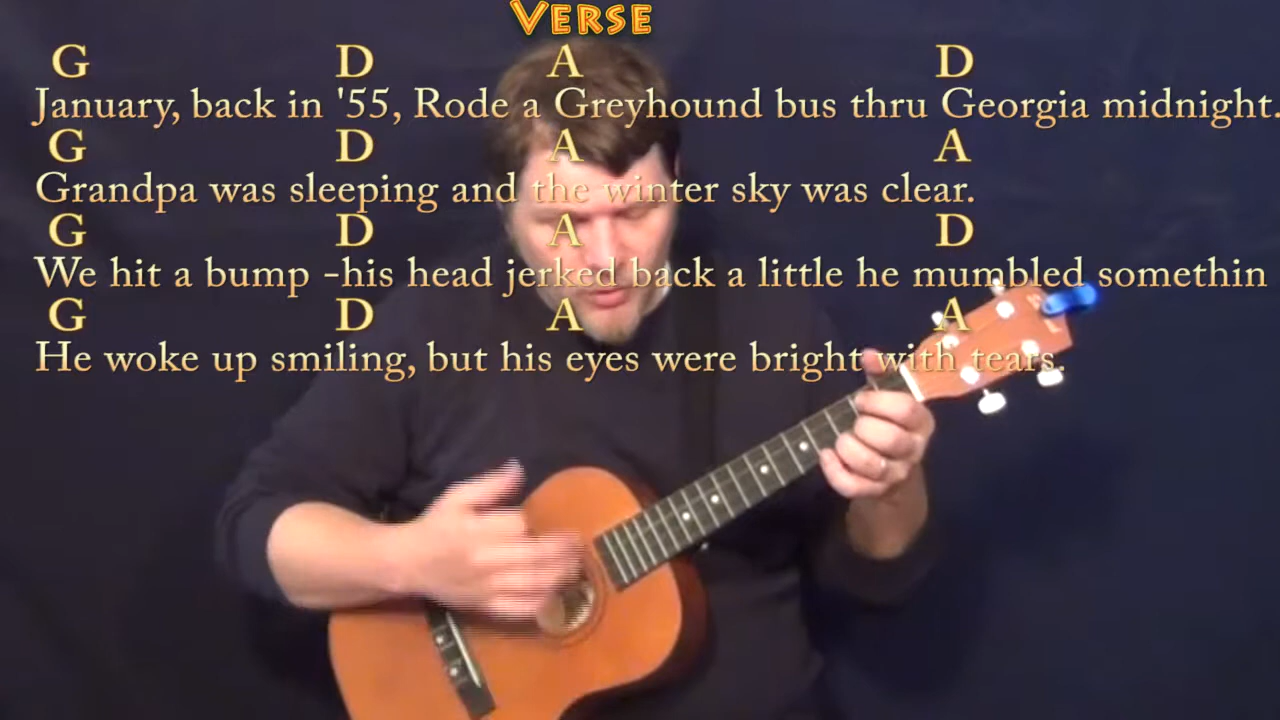 VERSE
G D A D
January, back in '55, Rode a Greyhound bus thru Georgia midnight.
G D A A
Grandpa was sleeping and the winter sky was clear.
G D A D
We hit a bump -his head jerked back a little he mumbled somethin
G D A A
He woke up smiling, but his eyes were bright with tears.